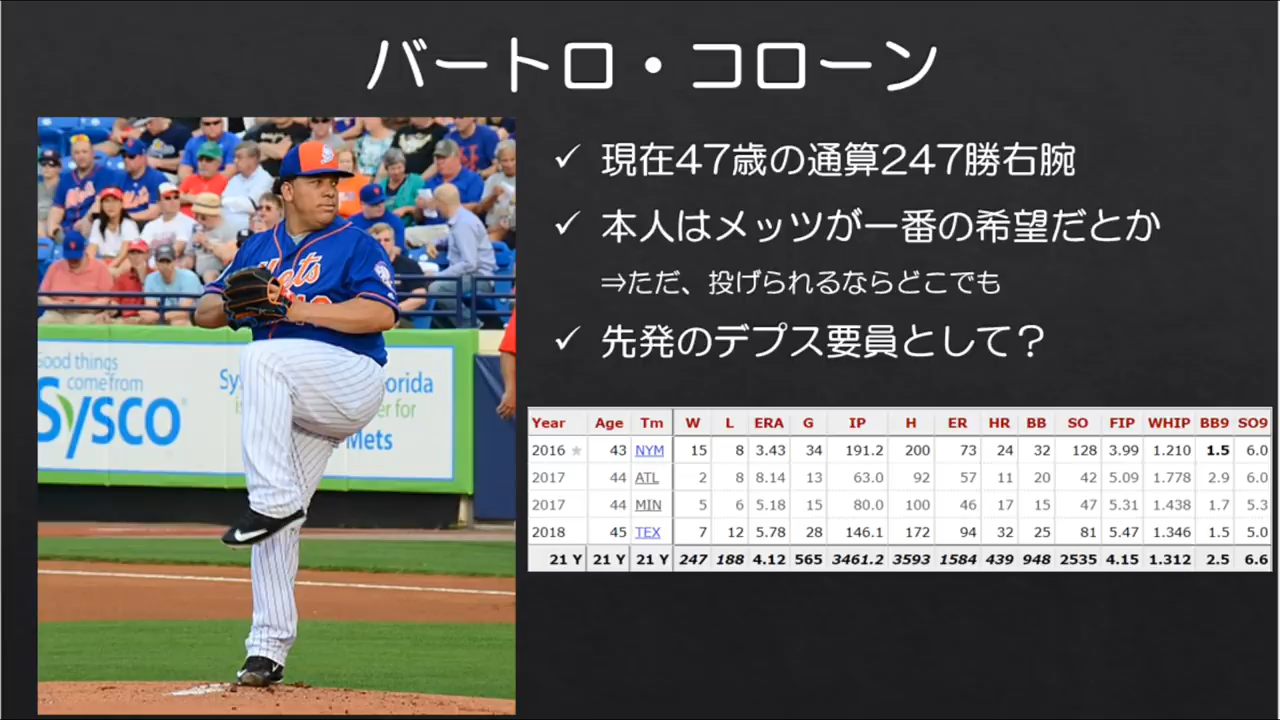 バートロ・コローン
✓ 現在47歳の通算247勝右腕
✓ 本人はメッツが一番の希望だとか
⇒ただ、投げられるならどこでも
✓ 先発のデプス要員として？
Mets
Good things
come from
Sysco
Sy orida
is er for
Mets
Year Age Tm W L ERA G IP H ER HR BB SO FIP WHIP BB9 SO9
2016 ★ 43 NYM 15 8 3.43 34 191.2 200 73 24 32 128 3.99 1.210 1.5 6.0
2017 44 ATL 2 8 8.14 13 63.0 92 57 11 20 42 5.09 1.778 2.9 6.0
2017 44 MIN 5 6 5.18 15 80.0 100 46 17 15 47 5.31 1.438 1.7 5.3
2018 45 TEX 7 12 5.78 28 146.1 172 94 32 25 81 5.47 1.346 1.5 5.0
21 Y 21 Y 21 Y 247 188 4.12 565 3461.2 3593 1584 439 948 2535 4.15 1.312 2.5 6.6